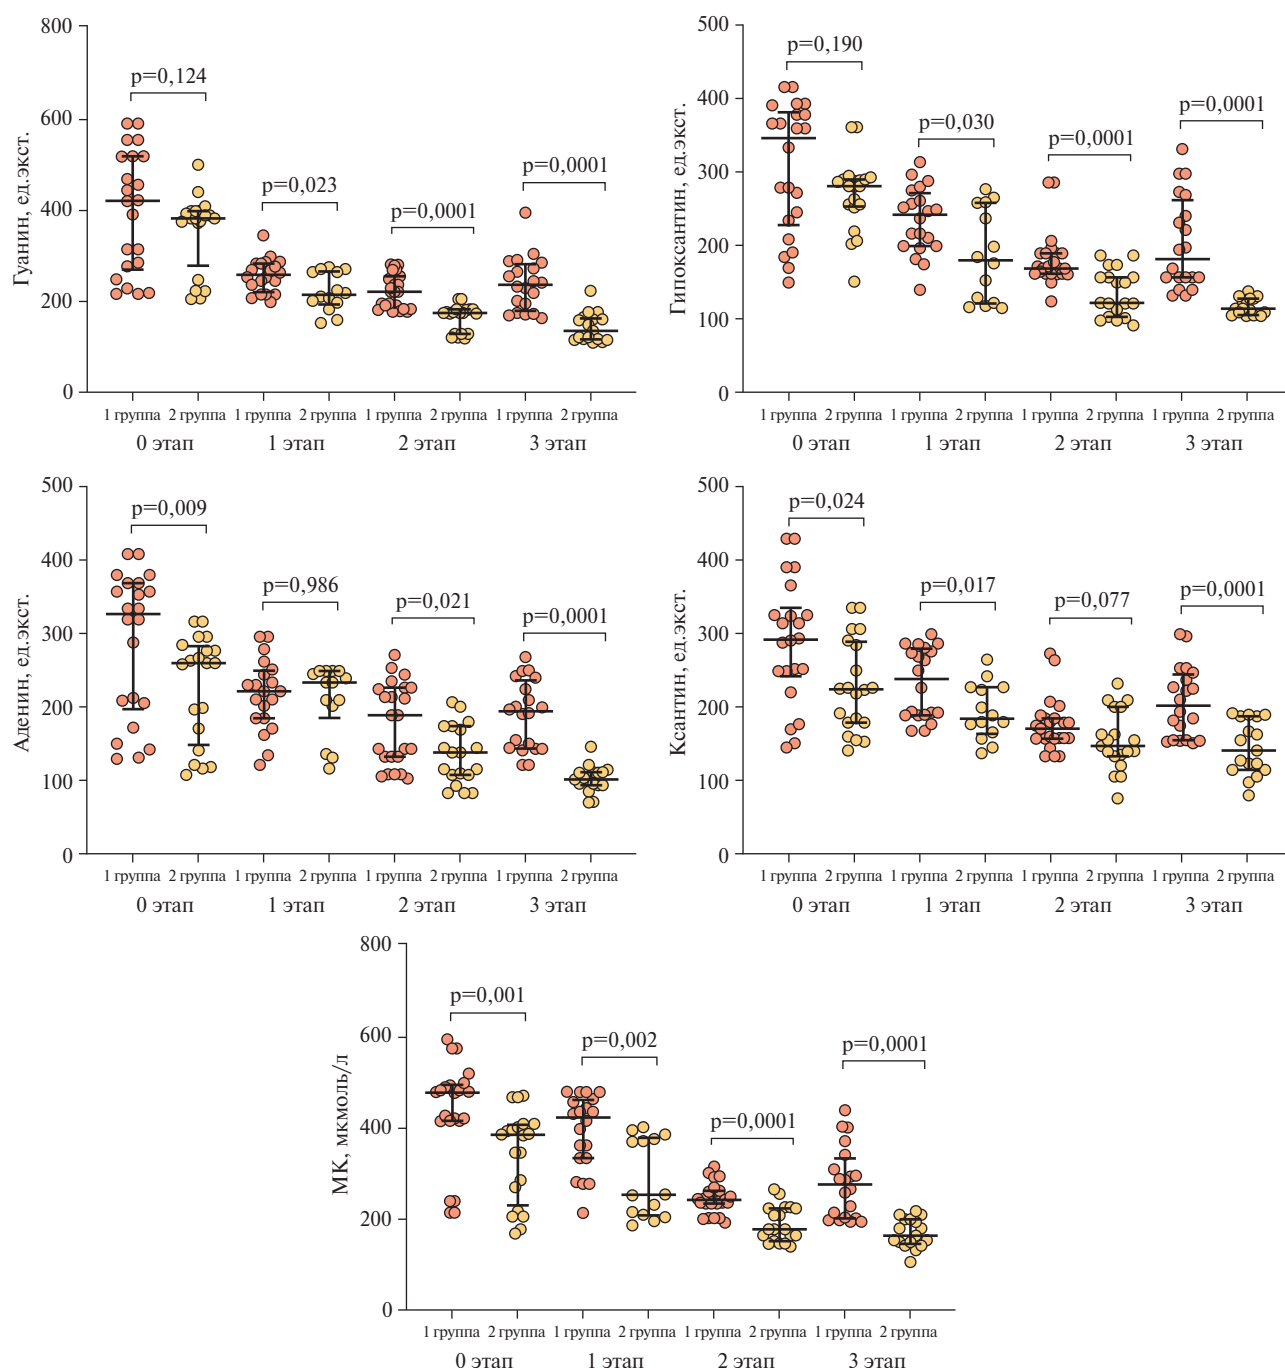 Гуанин, ед.экст.
800
600
400
200
0
p=0,124
p=0,023
p=0,0001
p=0,0001
1 группа 2 группа 1 группа 2 группа 1 группа 2 группа 1 группа 2 группа
0 этап 1 этап 2 этап 3 этап
Гипоксантин, ед.экст.
500
400
300
200
100
0
p=0,190
p=0,030
p=0,0001
p=0,0001
1 группа 2 группа 1 группа 2 группа 1 группа 2 группа 1 группа 2 группа
0 этап 1 этап 2 этап 3 этап
Аденин, ед.экст.
500
400
300
200
100
0
p=0,009
p=0,986
p=0,021
p=0,0001
1 группа 2 группа 1 группа 2 группа 1 группа 2 группа 1 группа 2 группа
0 этап 1 этап 2 этап 3 этап
Ксантин, ед.экст.
500
400
300
200
100
0
p=0,024
p=0,017
p=0,077
p=0,0001
1 группа 2 группа 1 группа 2 группа 1 группа 2 группа 1 группа 2 группа
0 этап 1 этап 2 этап 3 этап
МК, мкмоль/л
800
600
400
200
0
p=0,001
p=0,002
p=0,0001
p=0,0001
1 группа 2 группа 1 группа 2 группа 1 группа 2 группа 1 группа 2 группа
0 этап 1 этап 2 этап 3 этап